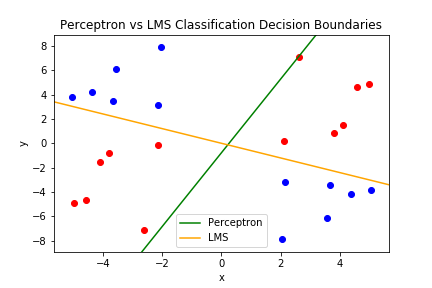 Perceptron vs LMS Classification Decision Boundaries
8
6
4
2
0
−2
−4
−6
−8
y
−4
−2
0
2
4
x
Perceptron
LMS